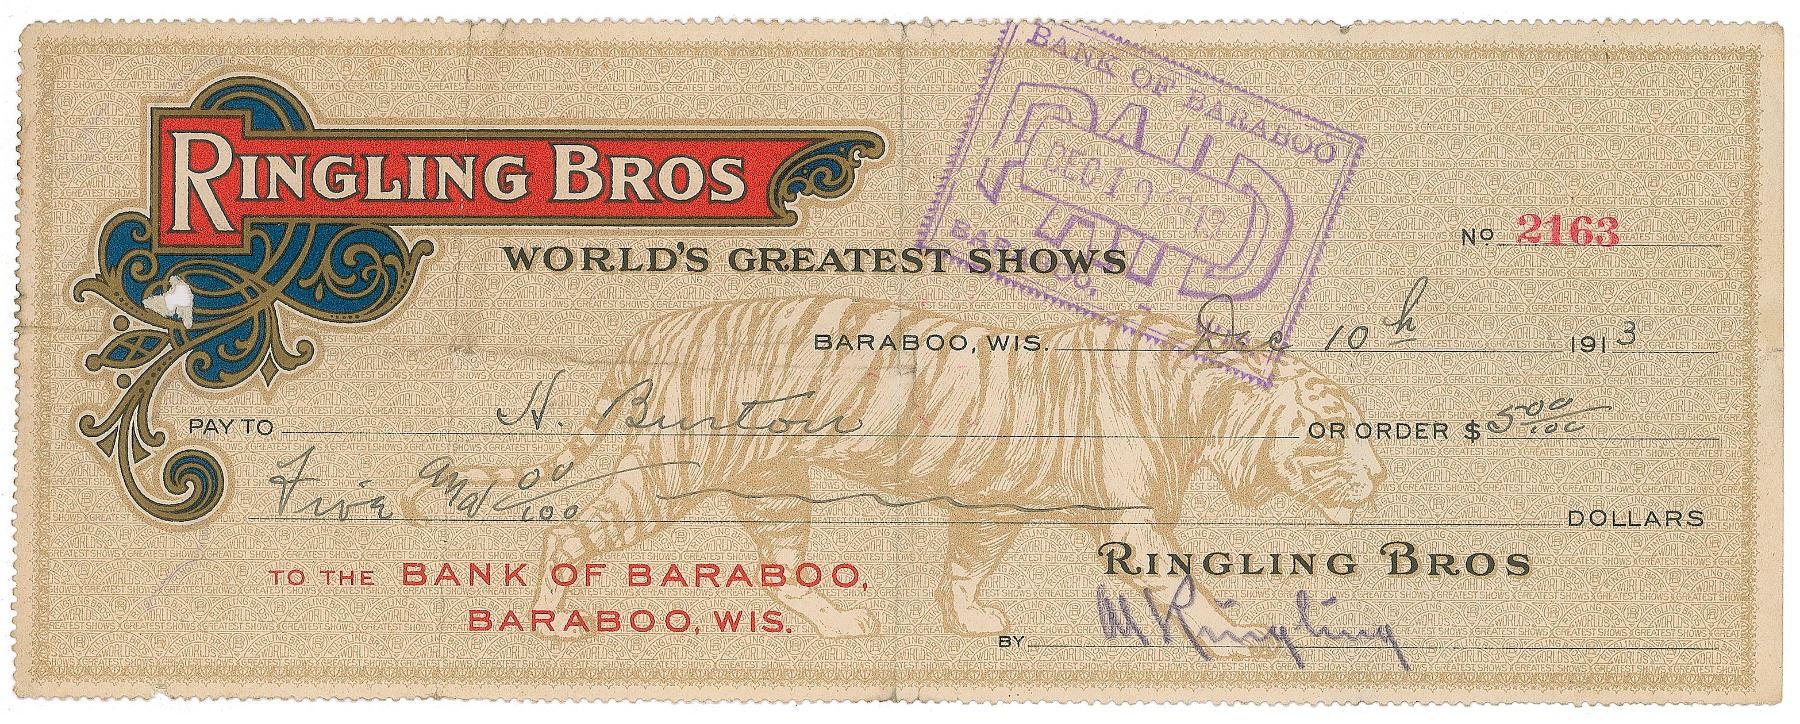 RINGLING BROS
WORLD'S GREATEST SHOWS
BANK OF BARABOO
PAID
BARABOO,
No 2163
BARABOO, WIS. Dec 10th 1913
PAY TO H. Burton OR ORDER $ 5 00/100
Five and 00/100 DOLLARS
TO THE BANK OF BARABOO,
BARABOO, WIS.
RINGLING BROS
BY Ringling